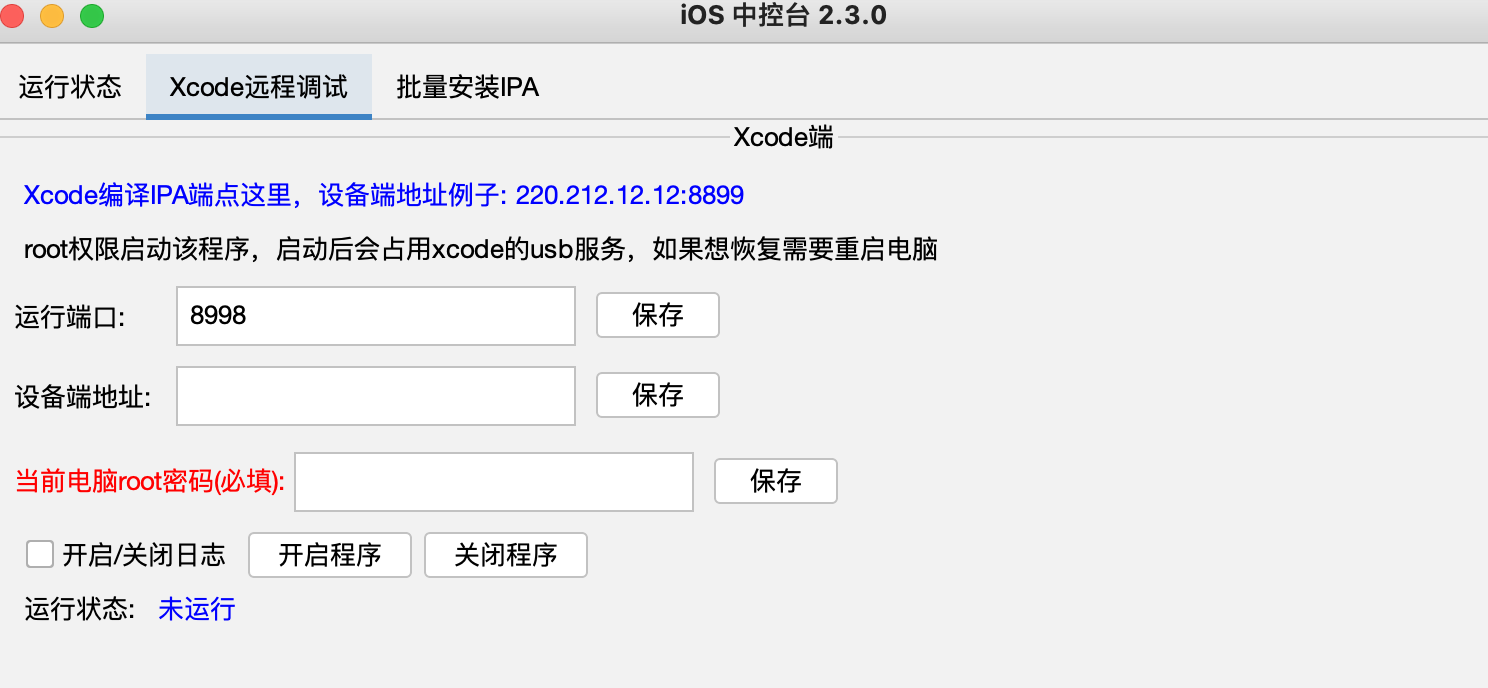 iOS 中控台 2.3.0
运行状态 Xcode远程调试 批量安装IPA
Xcode端
Xcode编译IPA端点这里，设备端地址例子: 220.212.12.12:8899
root权限启动该程序，启动后会占用xcode的usb服务，如果想恢复需要重启电脑
运行端口: 8998 保存
设备端地址: 保存
当前电脑root密码(必填): 保存
开启/关闭日志 开启程序 关闭程序
运行状态: 未运行